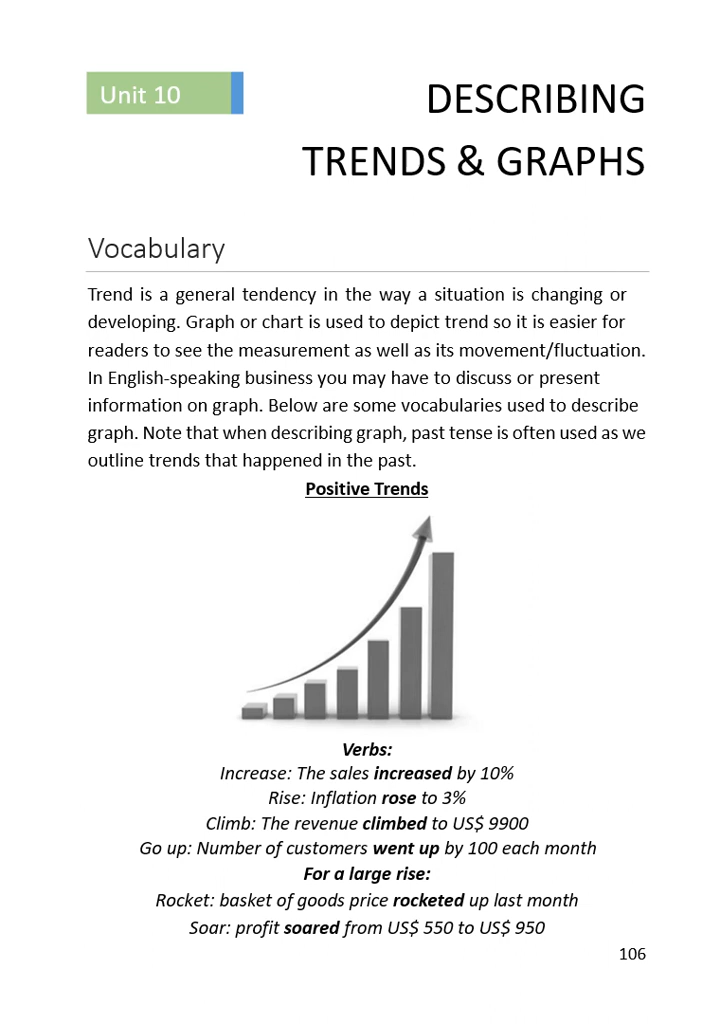 Unit 10
DESCRIBING
TRENDS & GRAPHS
Vocabulary
Trend is a general tendency in the way a situation is changing or
developing. Graph or chart is used to depict trend so it is easier for
readers to see the measurement as well as its movement/fluctuation.
In English-speaking business you may have to discuss or present
information on graph. Below are some vocabularies used to describe
graph. Note that when describing graph, past tense is often used as we
outline trends that happened in the past.
Positive Trends
Verbs:
Increase: The sales increased by 10%
Rise: Inflation rose to 3%
Climb: The revenue climbed to US$ 9900
Go up: Number of customers went up by 100 each month
For a large rise:
Rocket: basket of goods price rocketed up last month
Soar: profit soared from US$ 550 to US$ 950
106